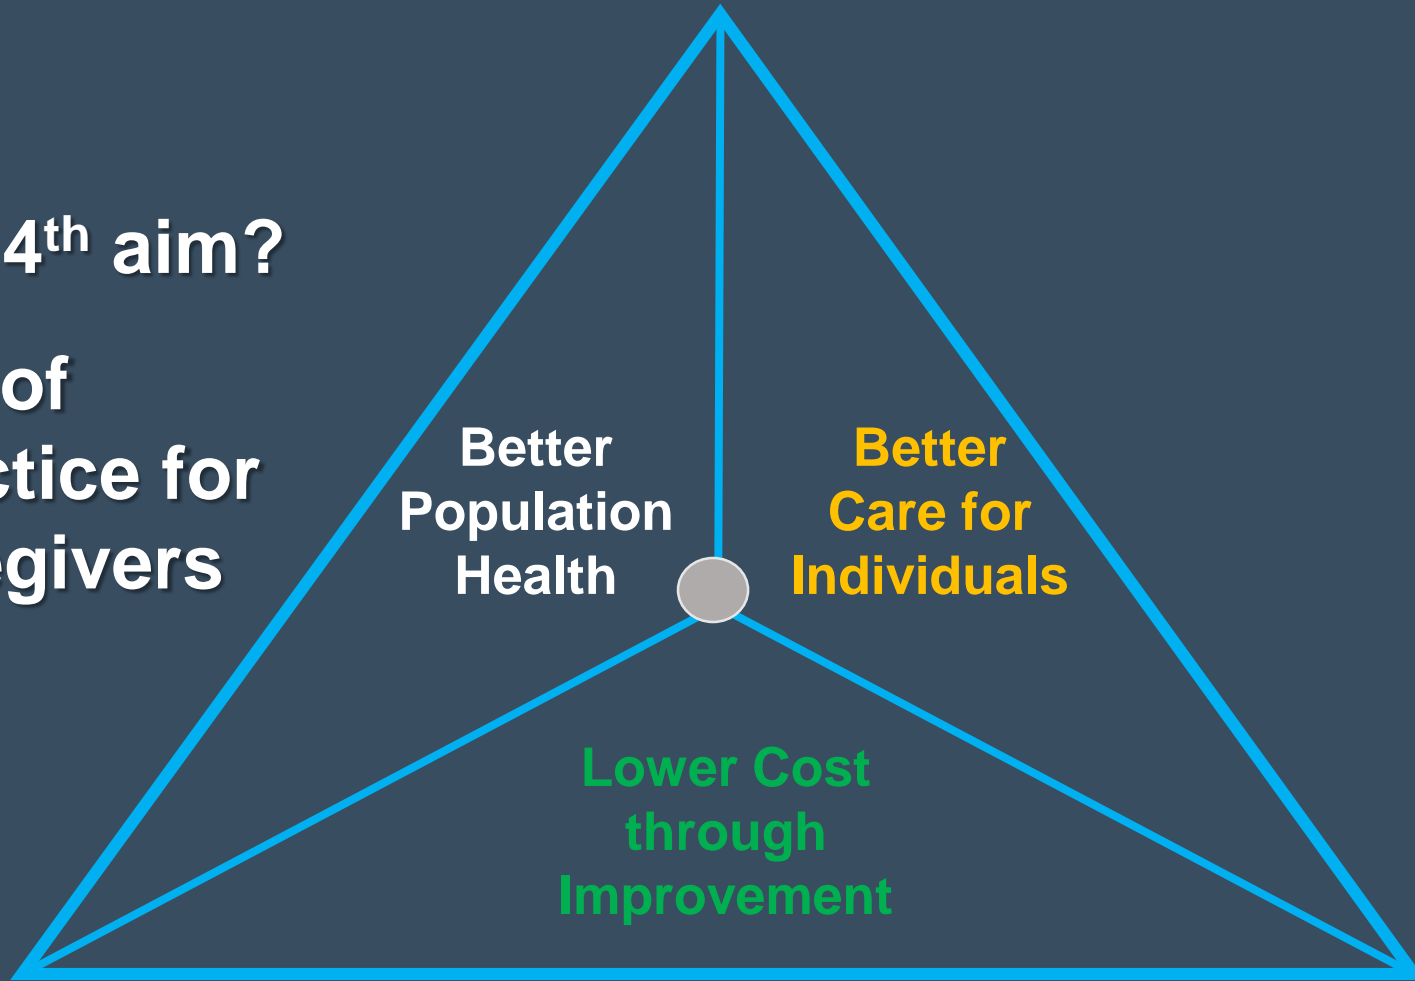 4th aim?
of
ctice for
egivers
Better
Population
Health
Better
Care for
Individuals
Lower Cost
through
Improvement